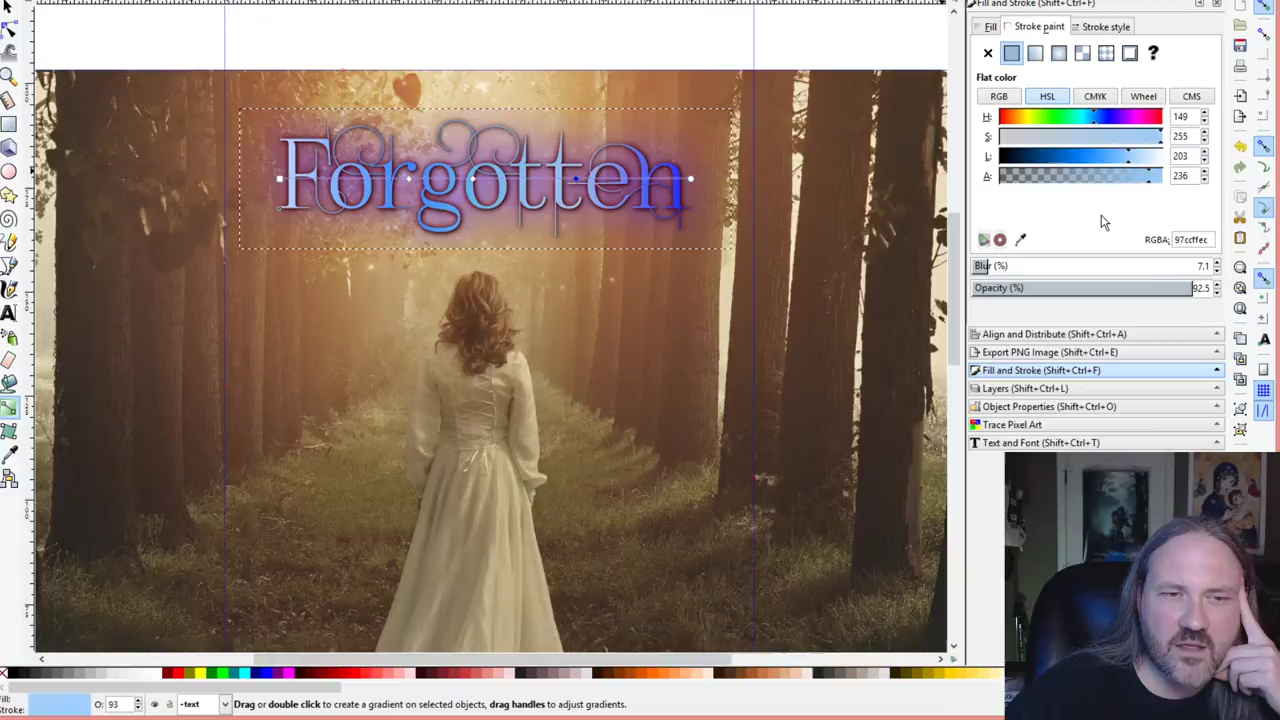 Fill and Stroke (Shift+Ctrl+F)
Fill
Stroke paint
Stroke style
?
Flat color
RGB
HSL
CMYK
Wheel
CMS
H:
149
S:
255
L:
203
A:
236
RGBA:
97ccffec
Blur (%)
7.1
Opacity (%)
92.5
Align and Distribute (Shift+Ctrl+A)
Export PNG Image (Shift+Ctrl+E)
Fill and Stroke (Shift+Ctrl+F)
Layers (Shift+Ctrl+L)
Object Properties (Shift+Ctrl+O)
Trace Pixel Art
Text and Font (Shift+Ctrl+T)
Forgotten
Fill:
Stroke:
O:
93
•text
Drag or double click to create a gradient on selected objects, drag handles to adjust gradients.